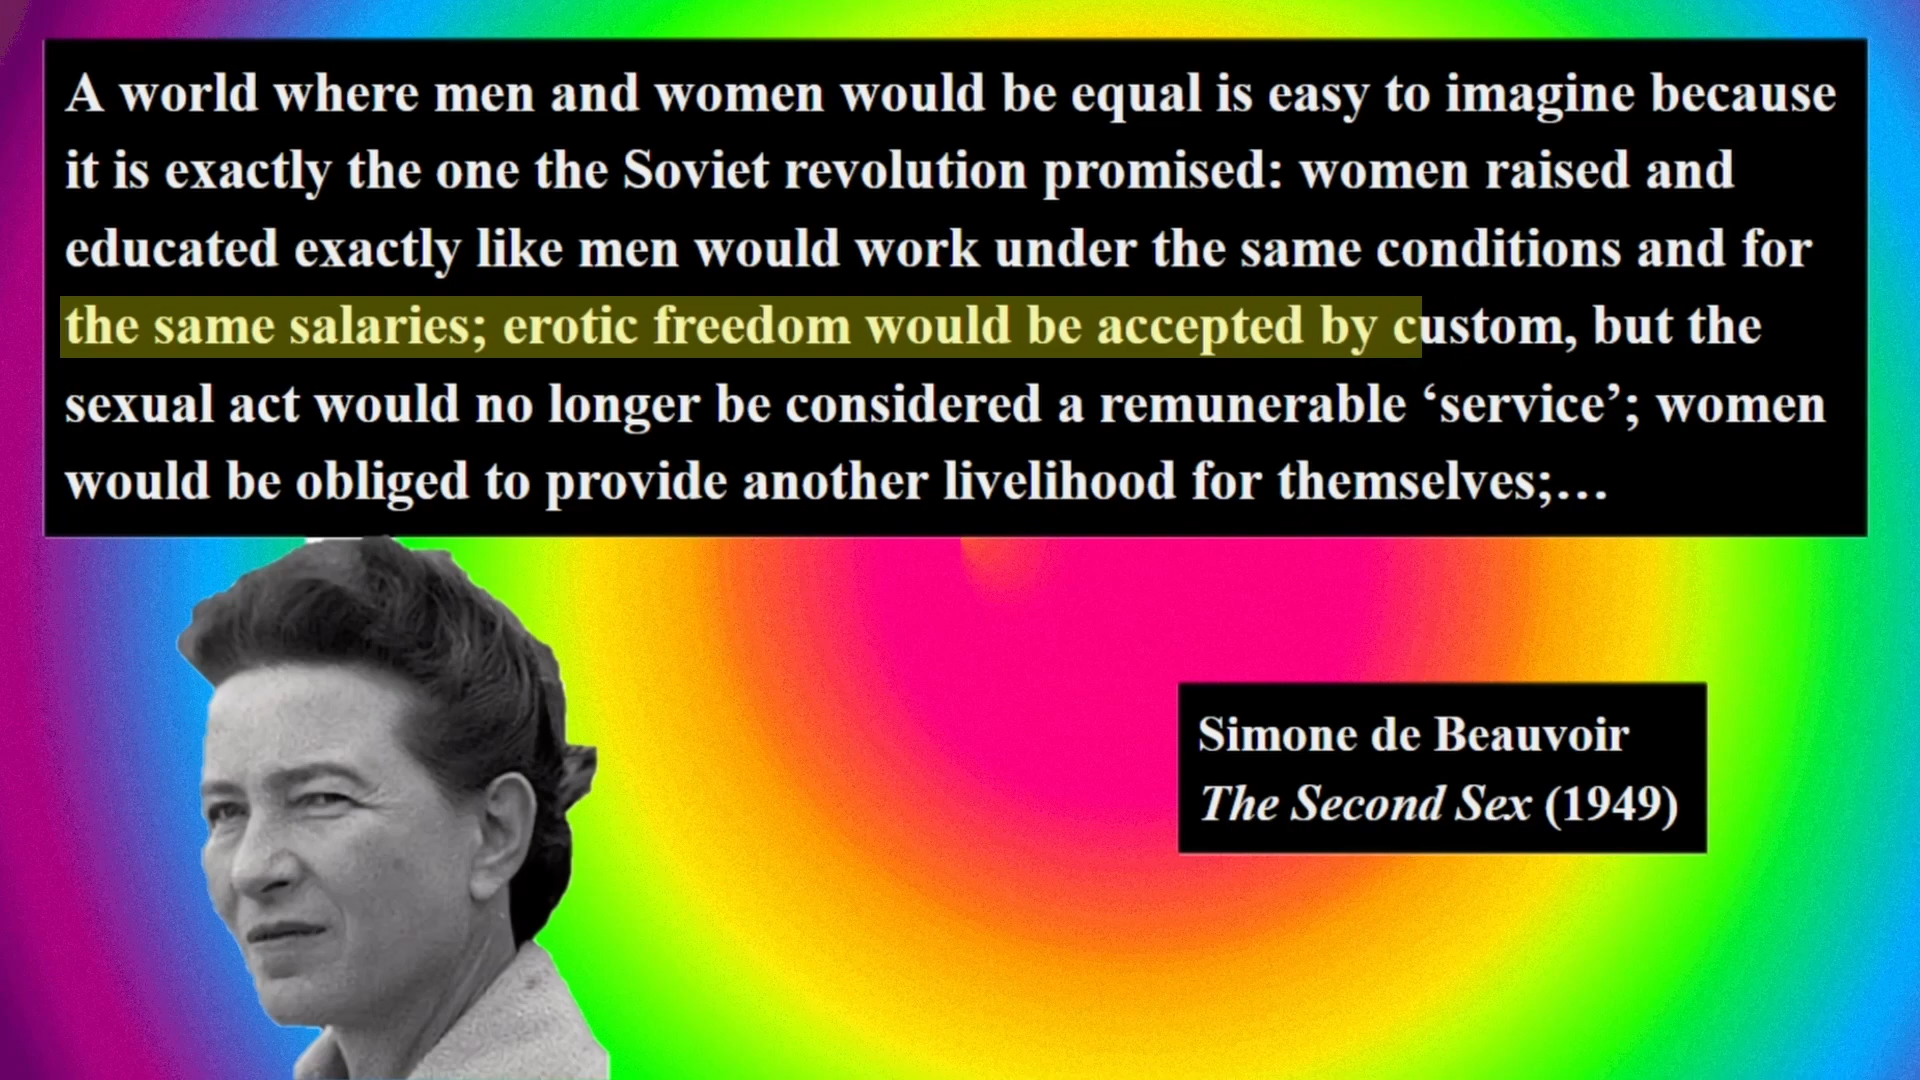 A world where men and women would be equal is easy to imagine because
it is exactly the one the Soviet revolution promised: women raised and
educated exactly like men would work under the same conditions and for
the same salaries; erotic freedom would be accepted by custom, but the
sexual act would no longer be considered a remunerable ‘service’; women
would be obliged to provide another livelihood for themselves;…
Simone de Beauvoir
The Second Sex (1949)